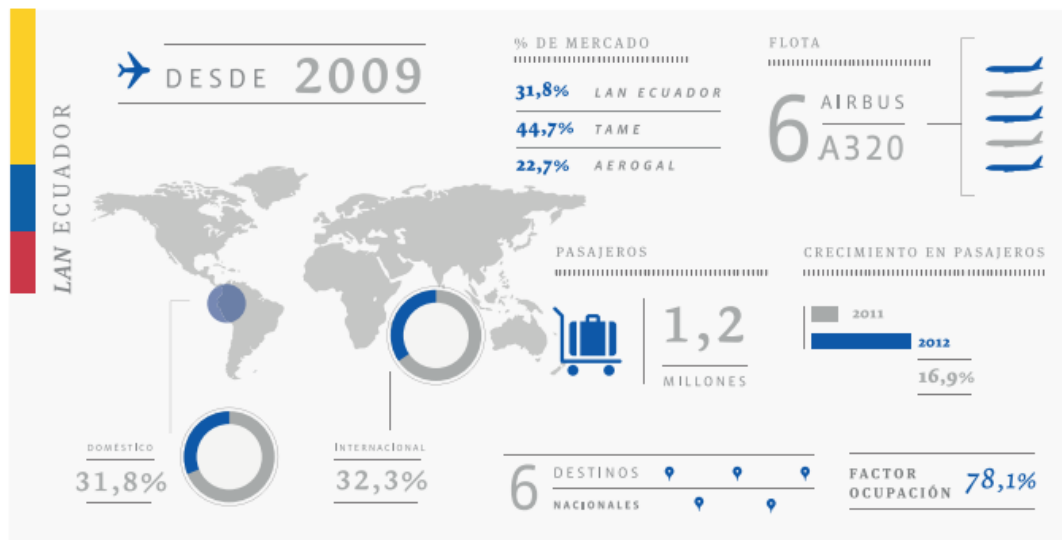 LAN ECUADOR
DESDE 2009
% DE MERCADO
31,8% LAN ECUADOR
44,7% TAME
22,7% AEROGAL
FLOTA
6 AIRBUS
A320
DOMÉSTICO
31,8%
INTERNACIONAL
32,3%
PASAJEROS
1,2
MILLONES
CRECIMIENTO EN PASAJEROS
2011
2012
16,9%
6 DESTINOS
NACIONALES
FACTOR
OCUPACIÓN 78,1%